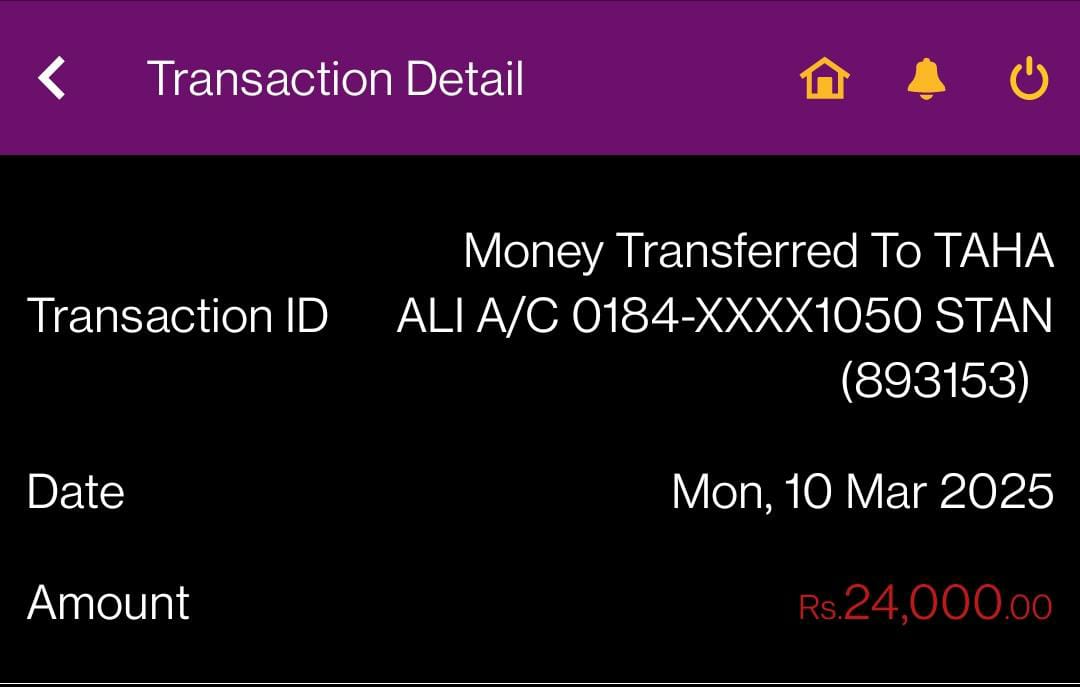 Transaction Detail
Money Transferred To TAHA
Transaction ID ALI A/C 0184-XXXX1050 STAN
(893153)
Date Mon, 10 Mar 2025
Amount Rs.24,000.00